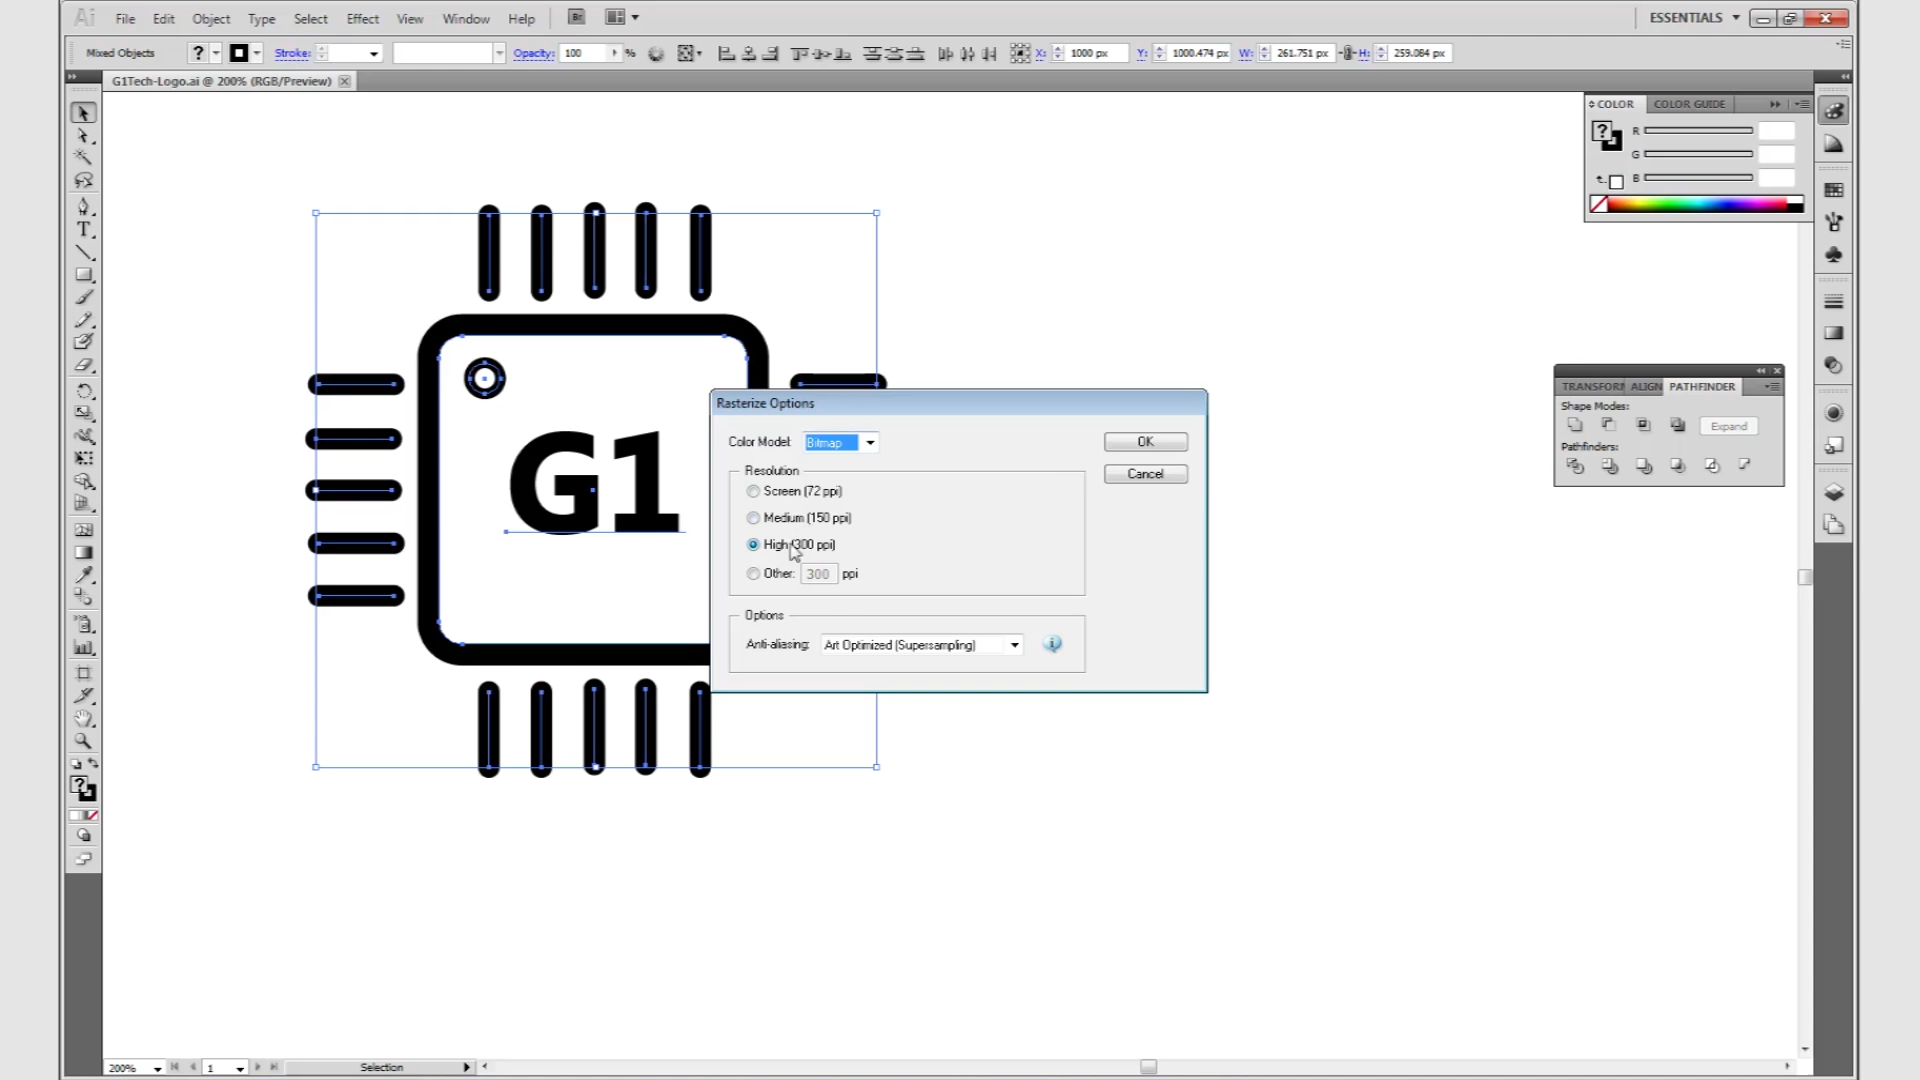 Ai File Edit Object Type Select Effect View Window Help Br ESSENTIALS
Mixed Objects ? Stroke: Opacity: 100 % X: 1000 px Y: 1000.474 px W: 261.751 px H: 259.084 px
G1Tech-Logo.ai @ 200% (RGB/Preview)
COLOR COLOR GUIDE
? R
G
B
G1
Rasterize Options
Color Model: Bitmap OK
Resolution
Cancel
Screen (72 ppi)
Medium (150 ppi)
High (300 ppi)
Other: 300 ppi
Options
Anti-aliasing: Art Optimized (Supersampling)
TRANSFORM ALIGN PATHFINDER
Shape Modes:
Expand
Pathfinders:
T
?
200% 1 Selection